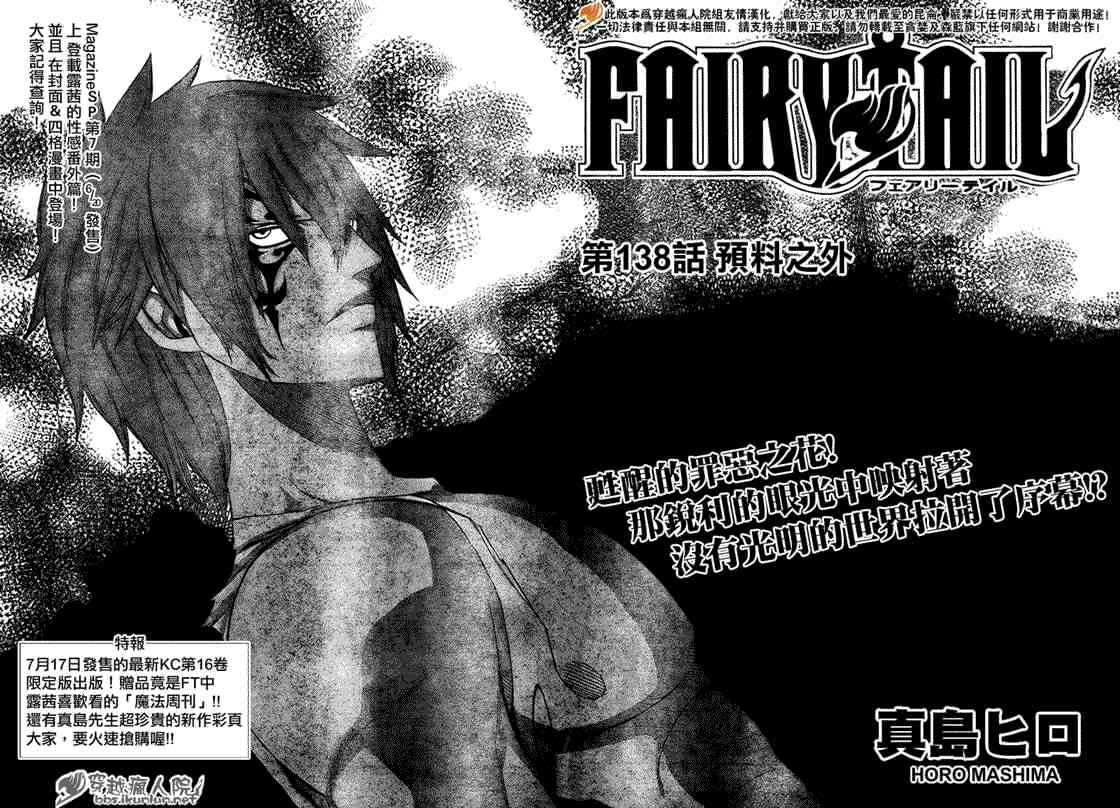 此版本爲穿越瘋人院組友情漢化，獻給大家以及我們最愛的昆侖，嚴禁以任何形式用于商業用途！
切法律責任與本組無關，請支持并購買正版，請勿轉載至貪婪及森藍旗下任何網站！謝謝合作！
FAIRY TAIL
フェアリーテイル
第138話 預料之外
MagazineSP 第7期（ 發售）
上登載露茜的性感番外篇！
並且在封面&四格漫畫中登場！
大家記得查詢！
甦醒的罪惡之花！
那銳利的眼光中映射著
沒有光明的世界拉開了序幕!?
特報
7月17日發售的最新KC第16卷
限定版出版！贈品竟是FT中
露茜喜歡看的「魔法周刊」!!
還有真島先生超珍貴的新作彩頁
大家，要火速搶購喔!!
真島ヒロ
HORO MASHIMA
穿越瘋人院
bbs.ikunlun.net